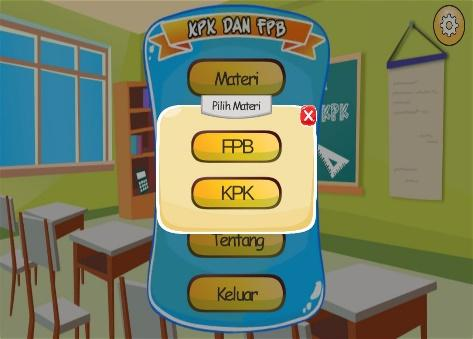 KPK DAN FPB
Materi
Pilih Materi
X
FPB
KPK
KPK
Tentang
Keluar